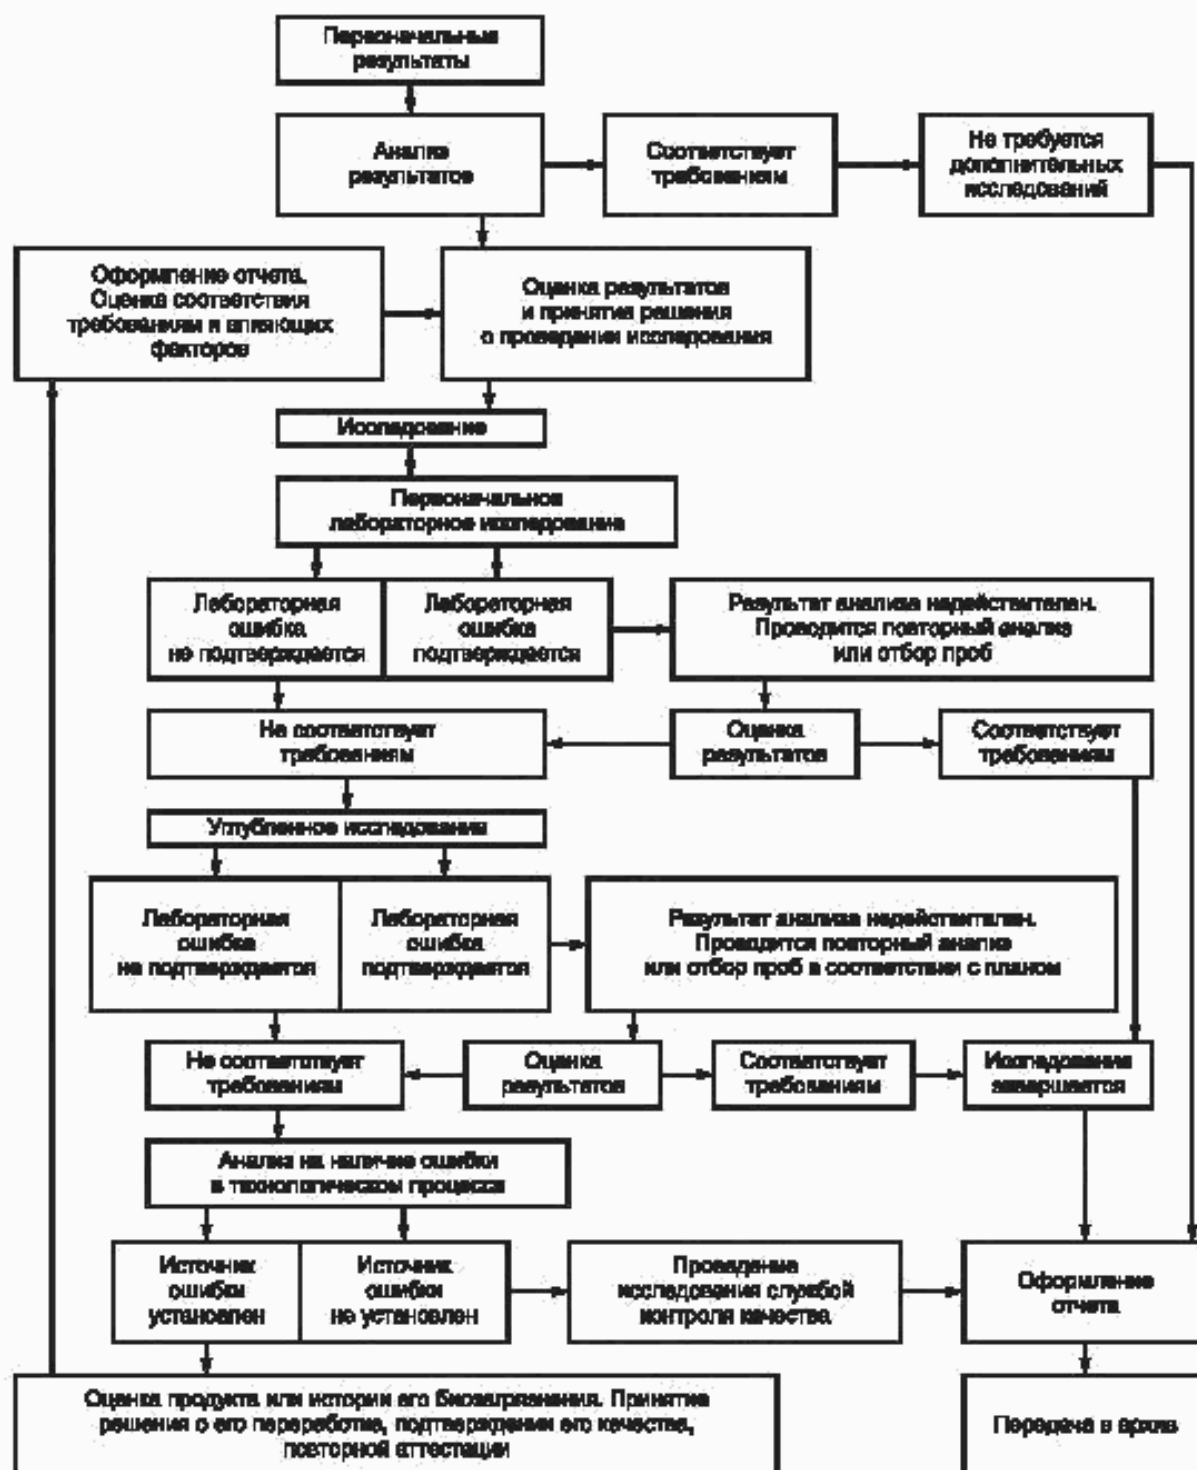 Первоначальные
результаты
Анализ
результатов
Соответствует
требованиям
Не требуется
дополнительных
исследований
Оформление отчета.
Оценка соответствия
требованиям и влияющих
факторов
Оценка результатов
и принятие решения
о проведении исследования
Исследование
Первоначальное
лабораторное исследование
Лабораторная
ошибка
не подтверждается
Лабораторная
ошибка
подтверждается
Результат анализа недействителен.
Проводится повторный анализ
или отбор проб
Не соответствует
требованиям
Оценка
результатов
Соответствует
требованиям
Углубленное исследование
Лабораторная
ошибка
не подтверждается
Лабораторная
ошибка
подтверждается
Результат анализа недействителен.
Проводится повторный анализ
или отбор проб в соответствии с планом
Не соответствует
требованиям
Оценка
результатов
Соответствует
требованиям
Исследование
завершается
Анализ на наличие ошибки
в технологическом процессе
Источник
ошибки
установлен
Источник
ошибки
не установлен
Проведение
исследования службой
контроля качества
Оформление
отчета
Оценка продукта или истории его биозагрязнения. Принятие
решения о его переработке, подтверждении его качества,
повторной аттестации
Передача в архив